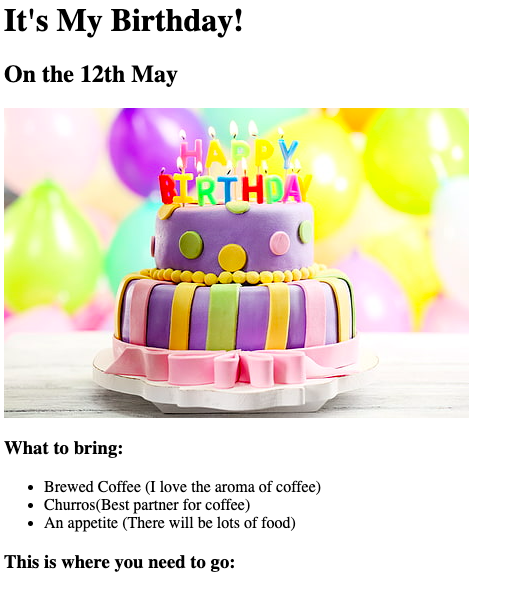 It's My Birthday!
On the 12th May
HAPPY
BIRTHDAY
What to bring:
Brewed Coffee (I love the aroma of coffee)
Churros(Best partner for coffee)
An appetite (There will be lots of food)
This is where you need to go: